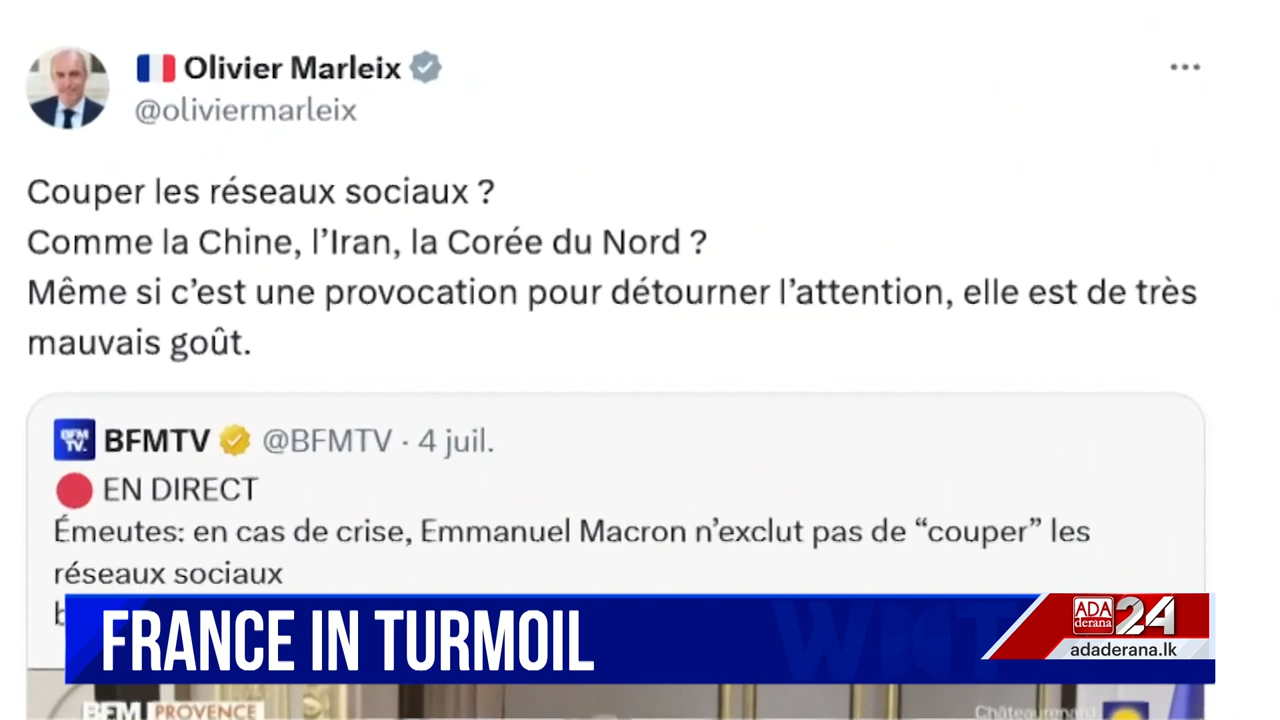 Olivier Marleix
@oliviermarleix
Couper les réseaux sociaux ?
Comme la Chine, l’Iran, la Corée du Nord ?
Même si c’est une provocation pour détourner l’attention, elle est de très
mauvais goût.
BFM
TV.
BFMTV @BFMTV · 4 juil.
EN DIRECT
Émeutes: en cas de crise, Emmanuel Macron n’exclut pas de “couper” les
réseaux sociaux
FRANCE IN TURMOIL
ADA
derana
24
adaderana.lk
BFM PROVENCE
Châteaurenard